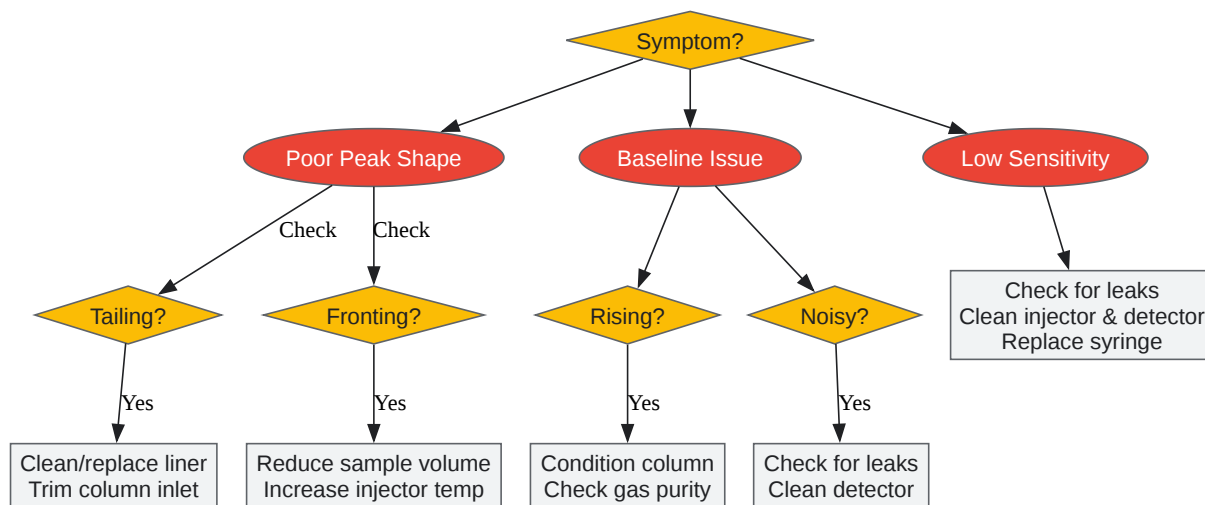 Symptom?
Poor Peak Shape
Baseline Issue
Low Sensitivity
Check
Check
Tailing?
Fronting?
Rising?
Noisy?
Check for leaks
Clean injector & detector
Replace syringe
Yes
Yes
Yes
Yes
Clean/replace liner
Trim column inlet
Reduce sample volume
Increase injector temp
Condition column
Check gas purity
Check for leaks
Clean detector